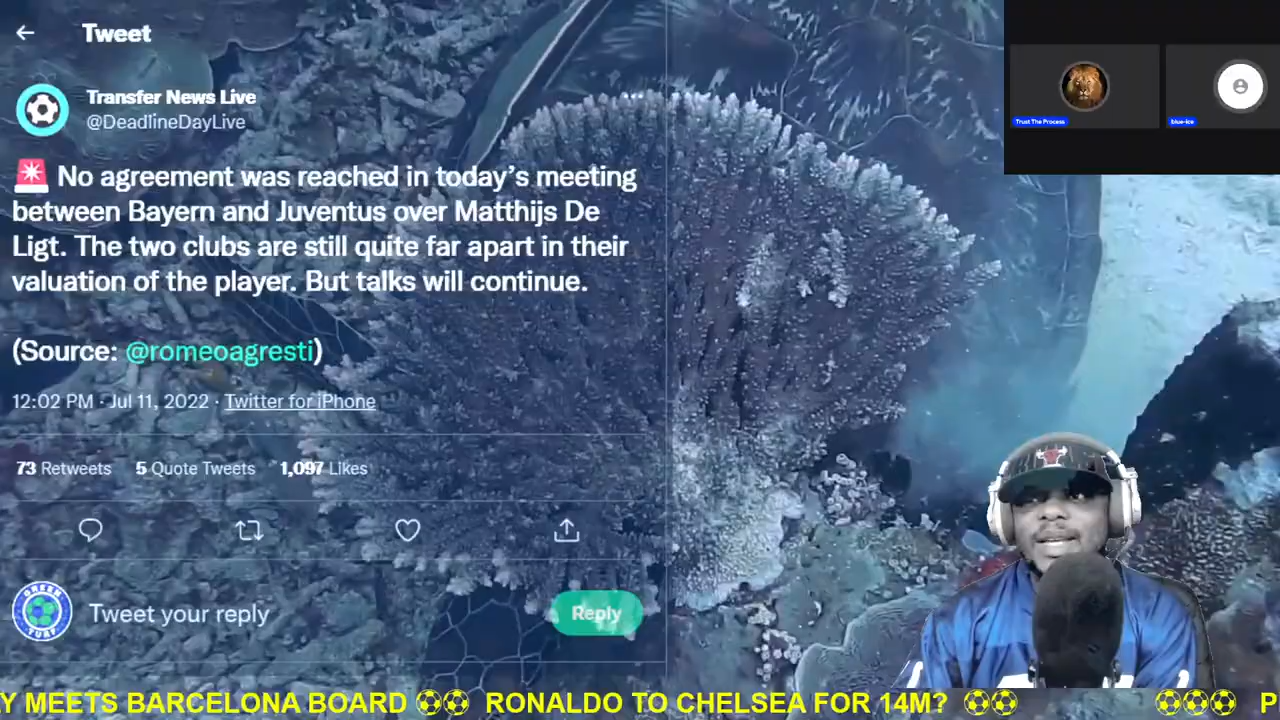 Tweet
Transfer News Live
@DeadlineDayLive
No agreement was reached in today’s meeting
between Bayern and Juventus over Matthijs De
Ligt. The two clubs are still quite far apart in their
valuation of the player. But talks will continue.
(Source: @romeoagresti)
12:02 PM · Jul 11, 2022 · Twitter for iPhone
73 Retweets 5 Quote Tweets 1,097 Likes
GREEN
TURF
Tweet your reply
Reply
Trust The Process
blue-ice
Y MEETS BARCELONA BOARD ⚽⚽ RONALDO TO CHELSEA FOR 14M? ⚽⚽ ⚽⚽⚽ P